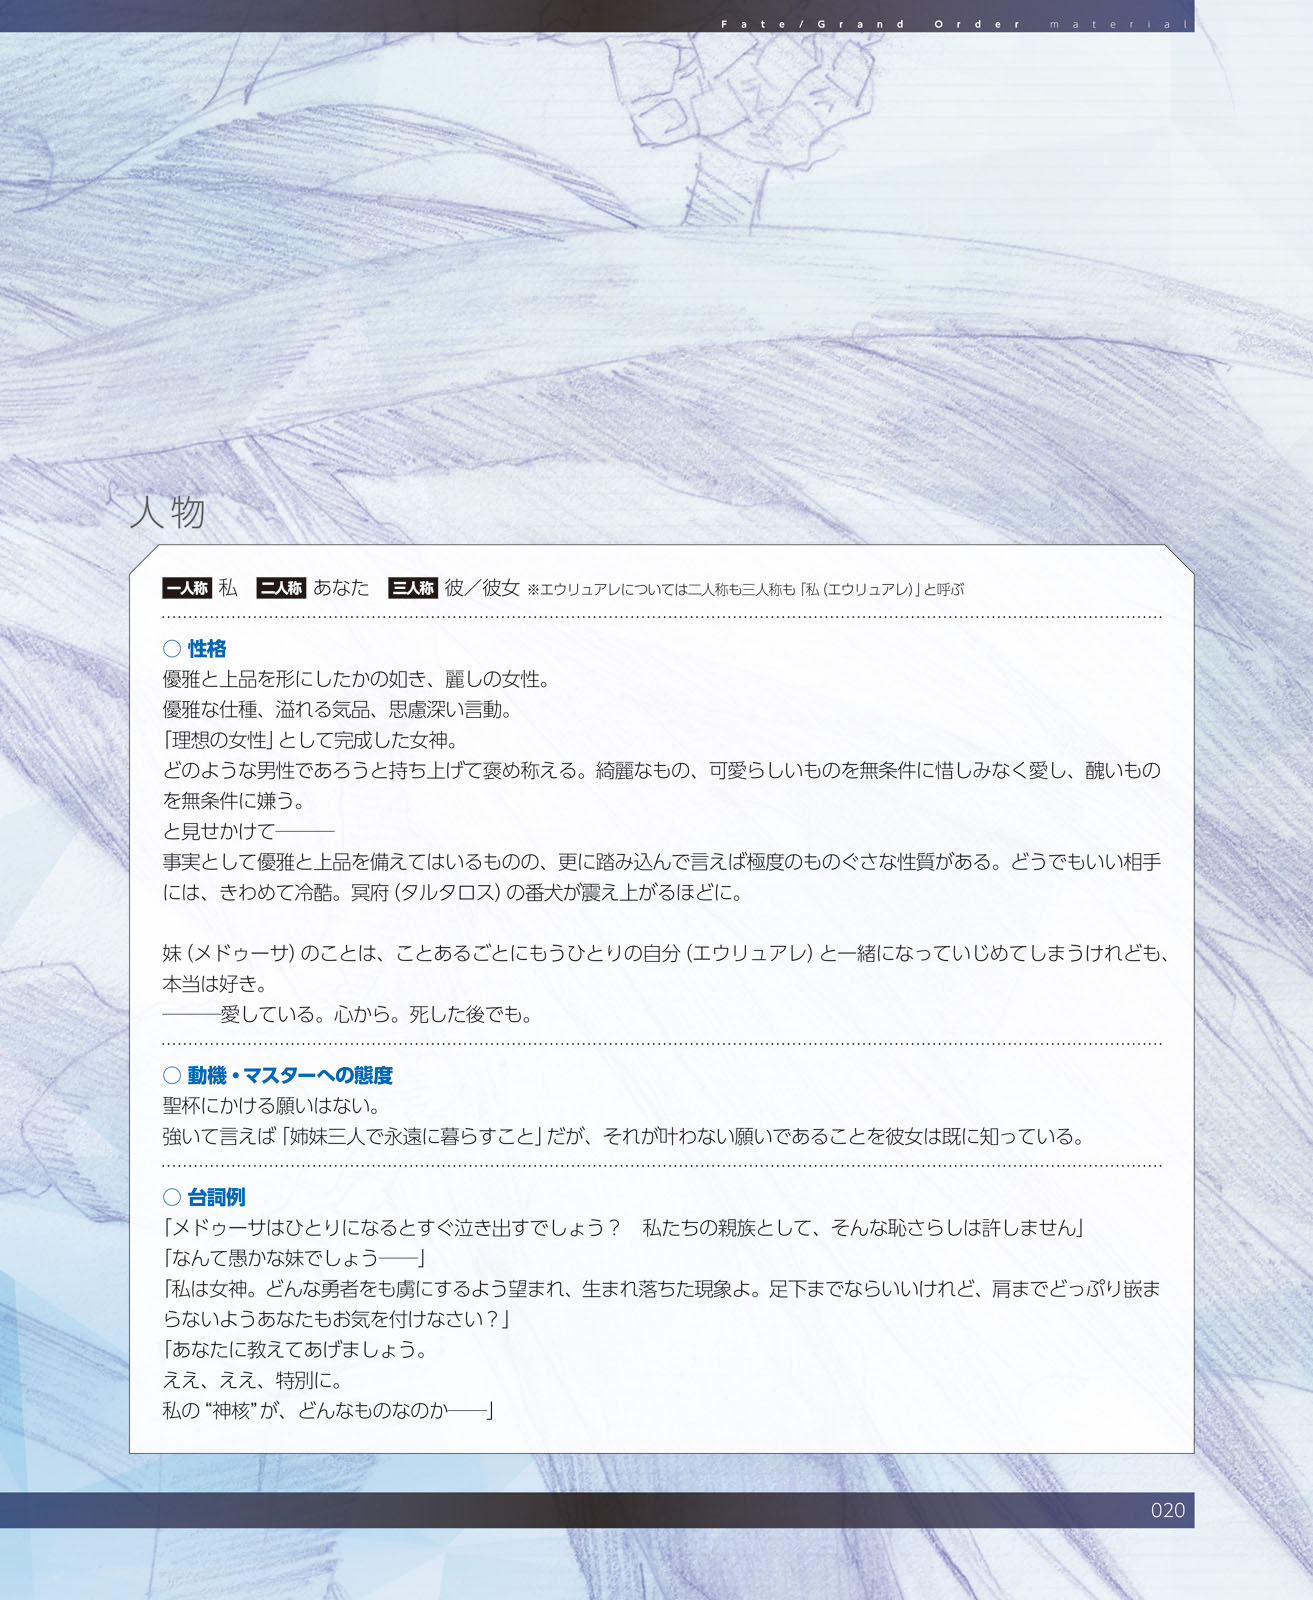 Fate/Grand Order material
人物
一人称 私 二人称 あなた 三人称 彼／彼女 ※エウリュアレについては二人称も三人称も「私（エウリュアレ）」と呼ぶ
○ 性格
優雅と上品を形にしたかの如き、麗しの女性。
優雅な仕種、溢れる気品、思慮深い言動。
「理想の女性」として完成した女神。
どのような男性であろうと持ち上げて褒め称える。綺麗なもの、可愛らしいものを無条件に惜しみなく愛し、醜いもの
を無条件に嫌う。
と見せかけて―――
事実として優雅と上品を備えてはいるものの、更に踏み込んで言えば極度のものぐさな性質がある。どうでもいい相手
には、きわめて冷酷。冥府（タルタロス）の番犬が震え上がるほどに。
妹（メドゥーサ）のことは、ことあるごとにもうひとりの自分（エウリュアレ）と一緒になっていじめてしまうけれども、
本当は好き。
―――愛している。心から。死した後でも。
○ 動機・マスターへの態度
聖杯にかける願いはない。
強いて言えば「姉妹三人で永遠に暮らすこと」だが、それが叶わない願いであることを彼女は既に知っている。
○ 台詞例
「メドゥーサはひとりになるとすぐ泣き出すでしょう？　私たちの親族として、そんな恥さらしは許しません」
「なんて愚かな妹でしょう――」
「私は女神。どんな勇者をも虜にするよう望まれ、生まれ落ちた現象よ。足下までならいいけれど、肩までどっぷり嵌ま
らないようあなたもお気を付けなさい？」
「あなたに教えてあげましょう。
ええ、ええ、特別に。
私の“神核”が、どんなものなのか――」
020